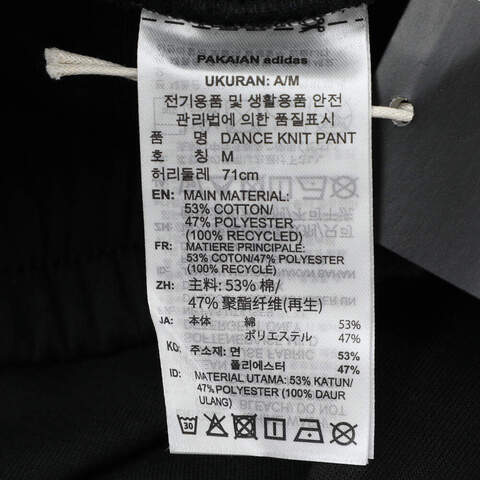 PAKAIAN adidas
UKURAN: A/M
전기용품 및 생활용품 안전
관리법에 의한 품질표시
품 명 DANCE KNIT PANT
호 칭 M
허리둘레 71cm
EN: MAIN MATERIAL:
53% COTTON/
47% POLYESTER
(100% RECYCLED)
FR: MATIERE PRINCIPALE:
53% COTON/47% POLYESTER
(100% RECYCLE)
ZH: 主料: 53% 棉/
47% 聚酯纤维(再生)
JA: 本体 綿 53%
ポリエステル 47%
KO: 주소재: 면 53%
폴리에스터 47%
ID: MATERIAL UTAMA: 53% KATUN/
47% POLYESTER (100% DAUR
ULANG)
30